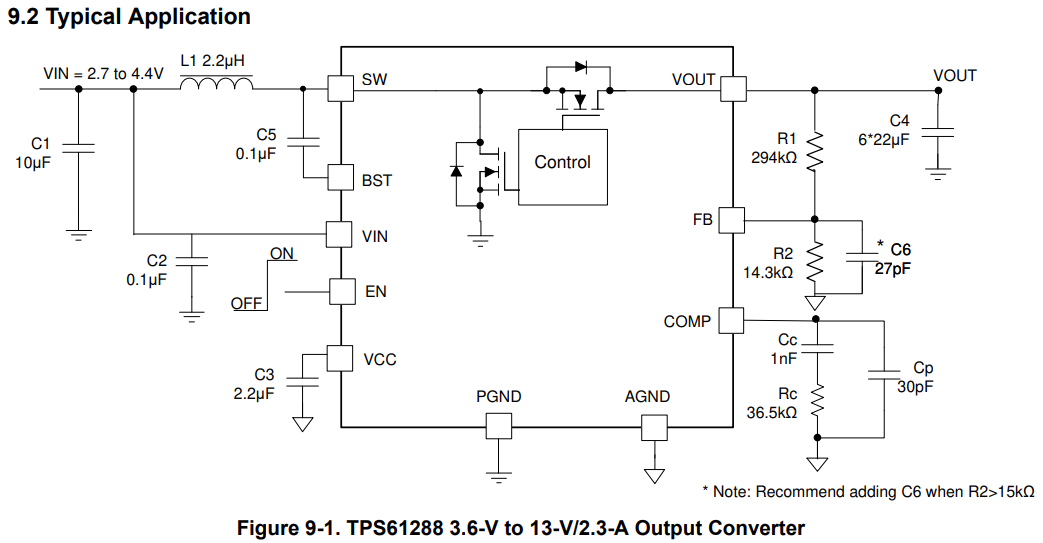 9.2 Typical Application
VIN = 2.7 to 4.4V
L1 2.2µH
SW
VOUT
VOUT
C1
10µF
C5
0.1µF
BST
Control
R1
294kΩ
C4
6*22µF
FB
VIN
C2
0.1µF
ON
OFF
EN
R2
14.3kΩ
* C6
27pF
COMP
VCC
C3
2.2µF
Cc
1nF
Rc
36.5kΩ
Cp
30pF
PGND
AGND
* Note: Recommend adding C6 when R2>15kΩ
Figure 9-1. TPS61288 3.6-V to 13-V/2.3-A Output Converter